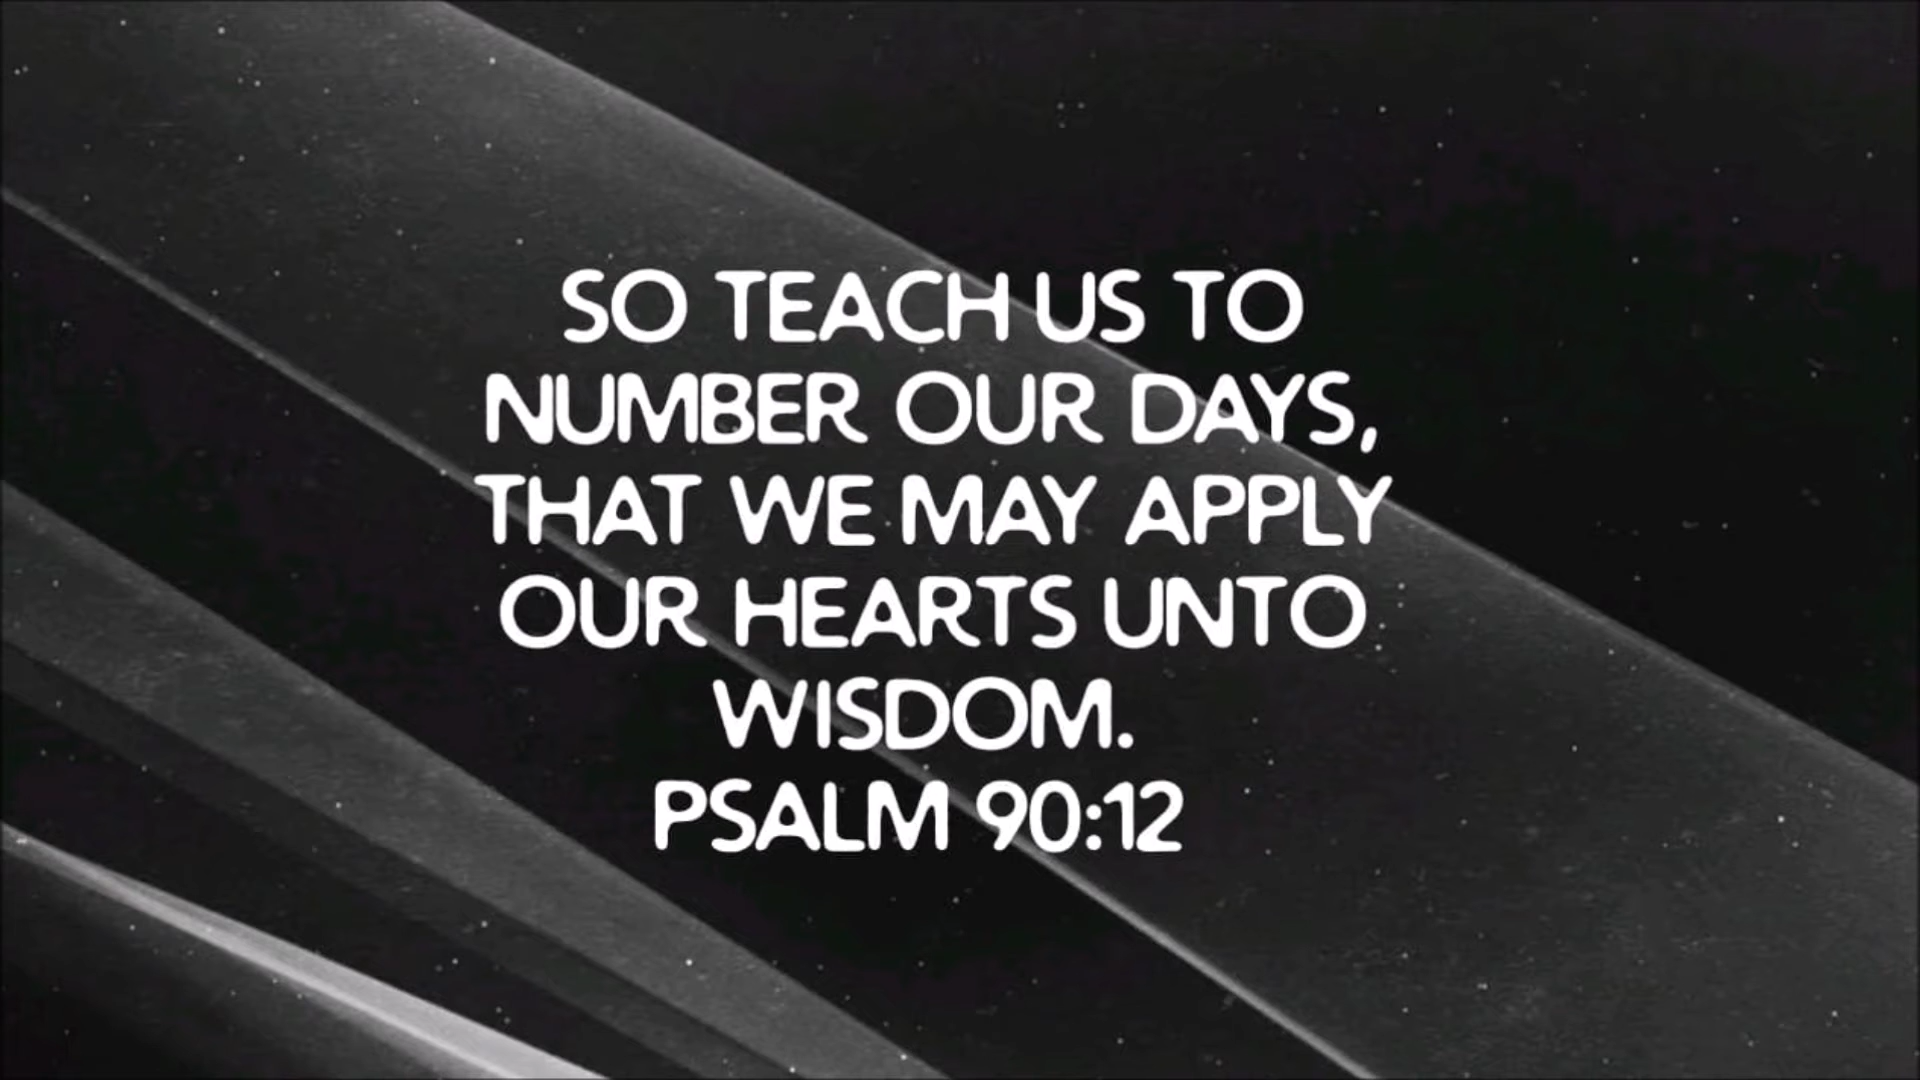 SO TEACH US TO
NUMBER OUR DAYS,
THAT WE MAY APPLY
OUR HEARTS UNTO
WISDOM.
PSALM 90:12